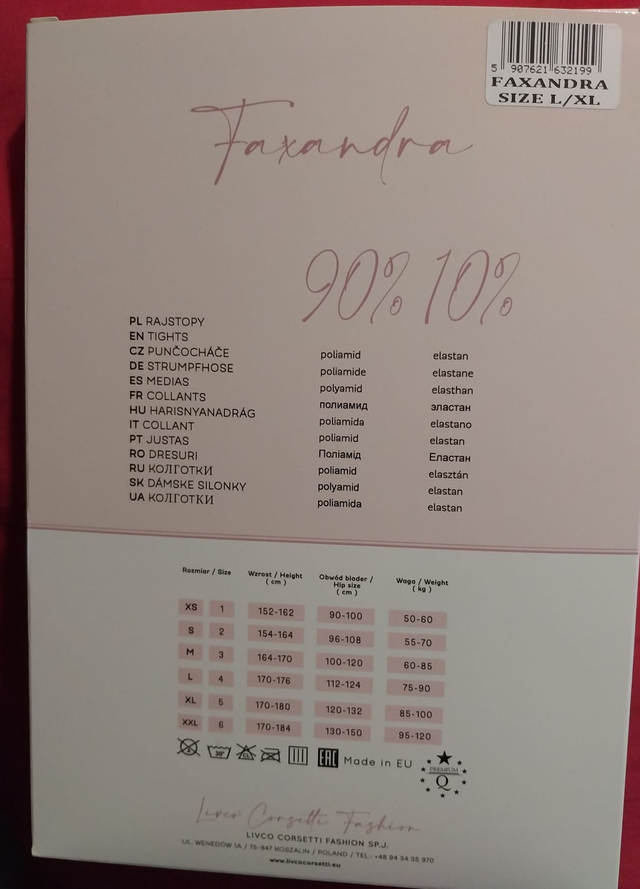 5 907621 632199
FAXANDRA
SIZE L/XL
Faxandra
90% 10%
PL RAJSTOPY
EN TIGHTS
CZ PUNČOCHÁČE
DE STRUMPFHOSE
ES MEDIAS
FR COLLANTS
HU HARISNYANADRÁG
IT COLLANT
PT JUSTAS
RO DRESURI
RU КОЛГОТКИ
SK DÁMSKE SILONKY
UA КОЛГОТКИ
poliamid elastan
poliamide elastane
polyamid elasthan
полиамид эластан
poliamida elastano
poliamid elastan
Поліамід Еластан
poliamid elasztán
polyamid elastan
poliamida elastan
Rozmiar / Size Wzrost / Height ( cm ) Obwód bioder / Hip size ( cm ) Waga / Weight ( kg )
XS 1 152-162 90-100 50-60
S 2 154-164 96-108 55-70
M 3 164-170 100-120 60-85
L 4 170-176 112-124 75-90
XL 5 170-180 120-132 85-100
XXL 6 170-184 130-150 95-120
30° CL EAC Made in EU PREMIUM Q
Livco Corsetti Fashion
LIVCO CORSETTI FASHION SP.J.
UL. WENEDÓW 1A / 75-847 KOSZALIN / POLAND / TEL.: +48 94 34 35 970
www.livcocorsetti.eu